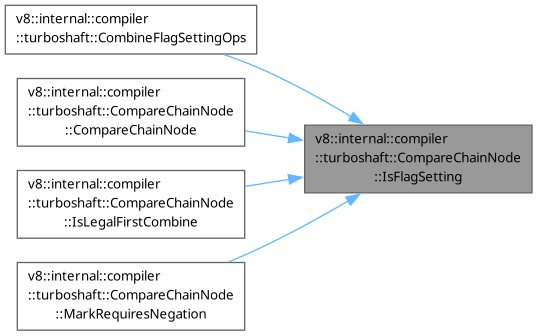 v8::internal::compiler
::turboshaft::CombineFlagSettingOps
v8::internal::compiler
::turboshaft::CompareChainNode
::CompareChainNode
v8::internal::compiler
::turboshaft::CompareChainNode
::IsLegalFirstCombine
v8::internal::compiler
::turboshaft::CompareChainNode
::MarkRequiresNegation
v8::internal::compiler
::turboshaft::CompareChainNode
::IsFlagSetting